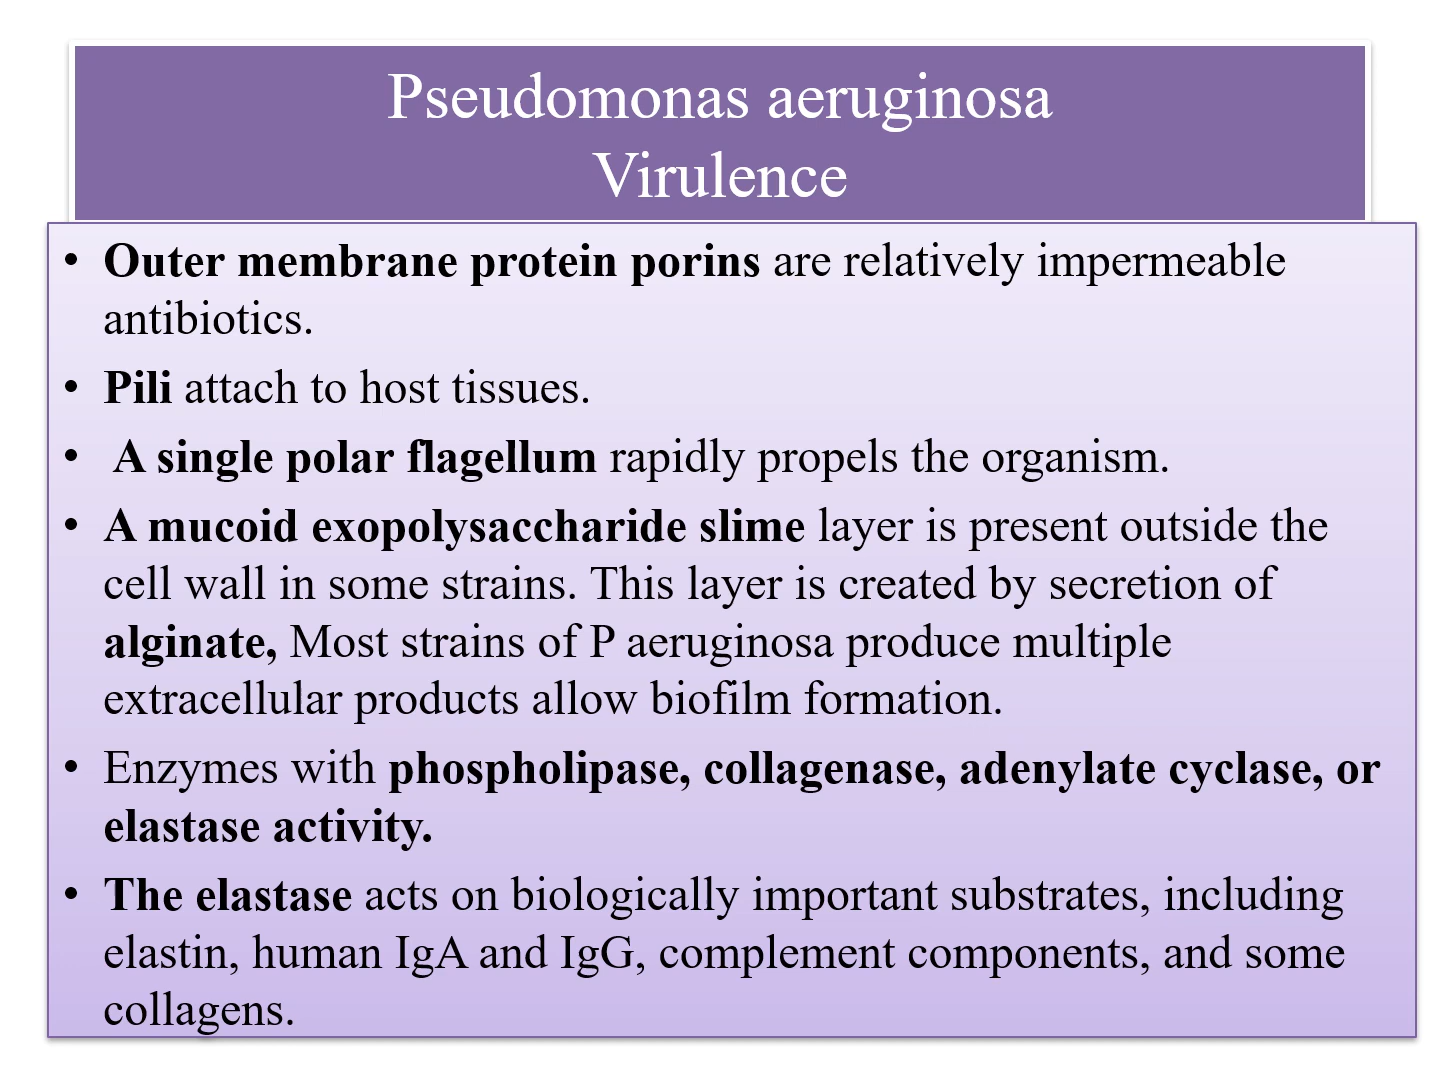 Pseudomonas aeruginosa
Virulence
• Outer membrane protein porins are relatively impermeable
antibiotics.
• Pili attach to host tissues.
• A single polar flagellum rapidly propels the organism.
• A mucoid exopolysaccharide slime layer is present outside the
cell wall in some strains. This layer is created by secretion of
alginate, Most strains of P aeruginosa produce multiple
extracellular products allow biofilm formation.
• Enzymes with phospholipase, collagenase, adenylate cyclase, or
elastase activity.
• The elastase acts on biologically important substrates, including
elastin, human IgA and IgG, complement components, and some
collagens.